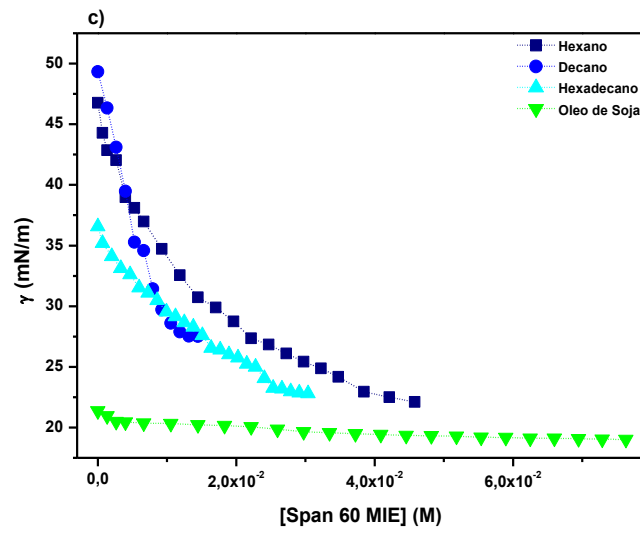 c)
Hexano
Decano
Hexadecano
Oleo de Soja
50
45
40
35
30
25
20
γ (mN/m)
0,0 2,0x10⁻² 4,0x10⁻² 6,0x10⁻²
[Span 60 MIE] (M)